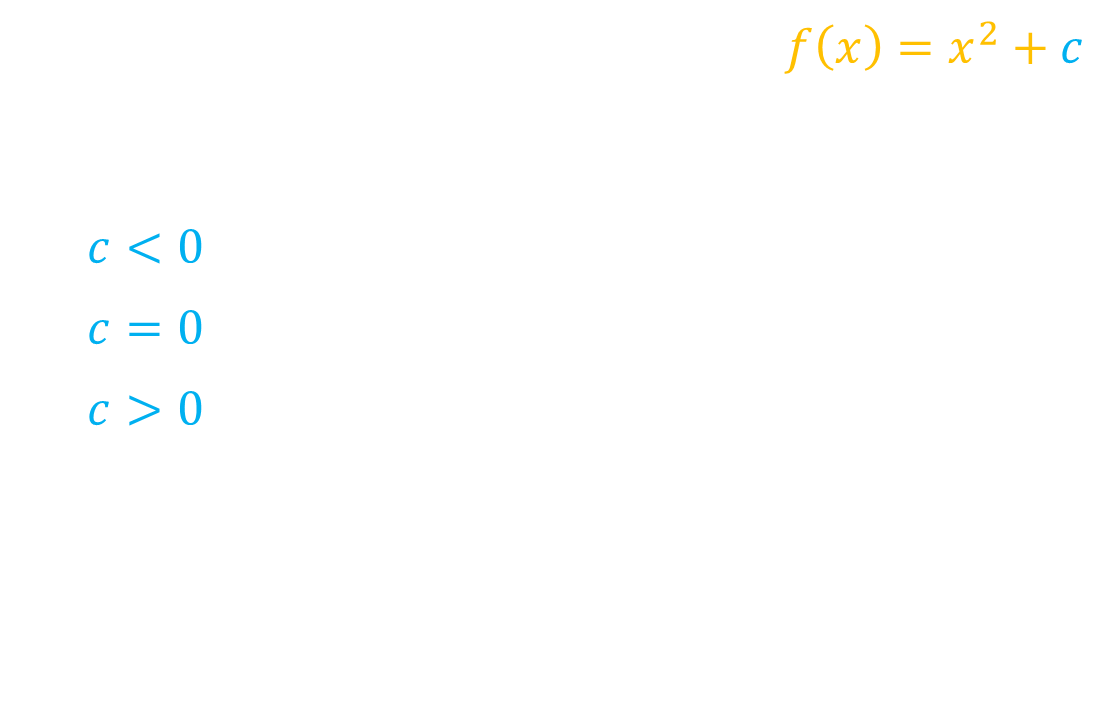 f(x) = x² + c
c < 0
c = 0
c > 0